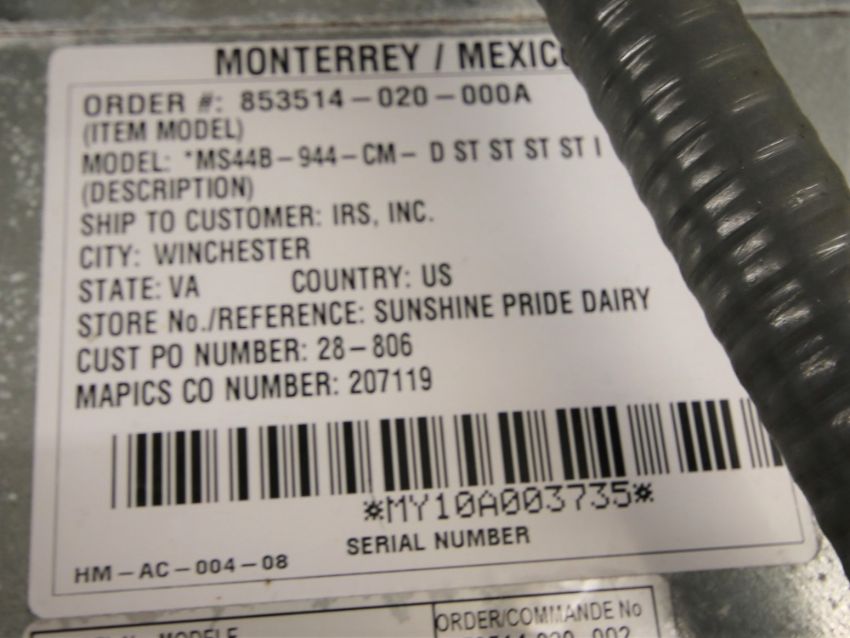 MONTERREY / MEXICO
ORDER #: 853514-020-000A
(ITEM MODEL)
MODEL: *MS44B-944-CM- D ST ST ST ST I
(DESCRIPTION)
SHIP TO CUSTOMER: IRS, INC.
CITY: WINCHESTER
STATE: VA COUNTRY: US
STORE No./REFERENCE: SUNSHINE PRIDE DAIRY
CUST PO NUMBER: 28-806
MAPICS CO NUMBER: 207119
*MY10A003735*
SERIAL NUMBER
HM-AC-004-08
ORDER/COMMANDE No